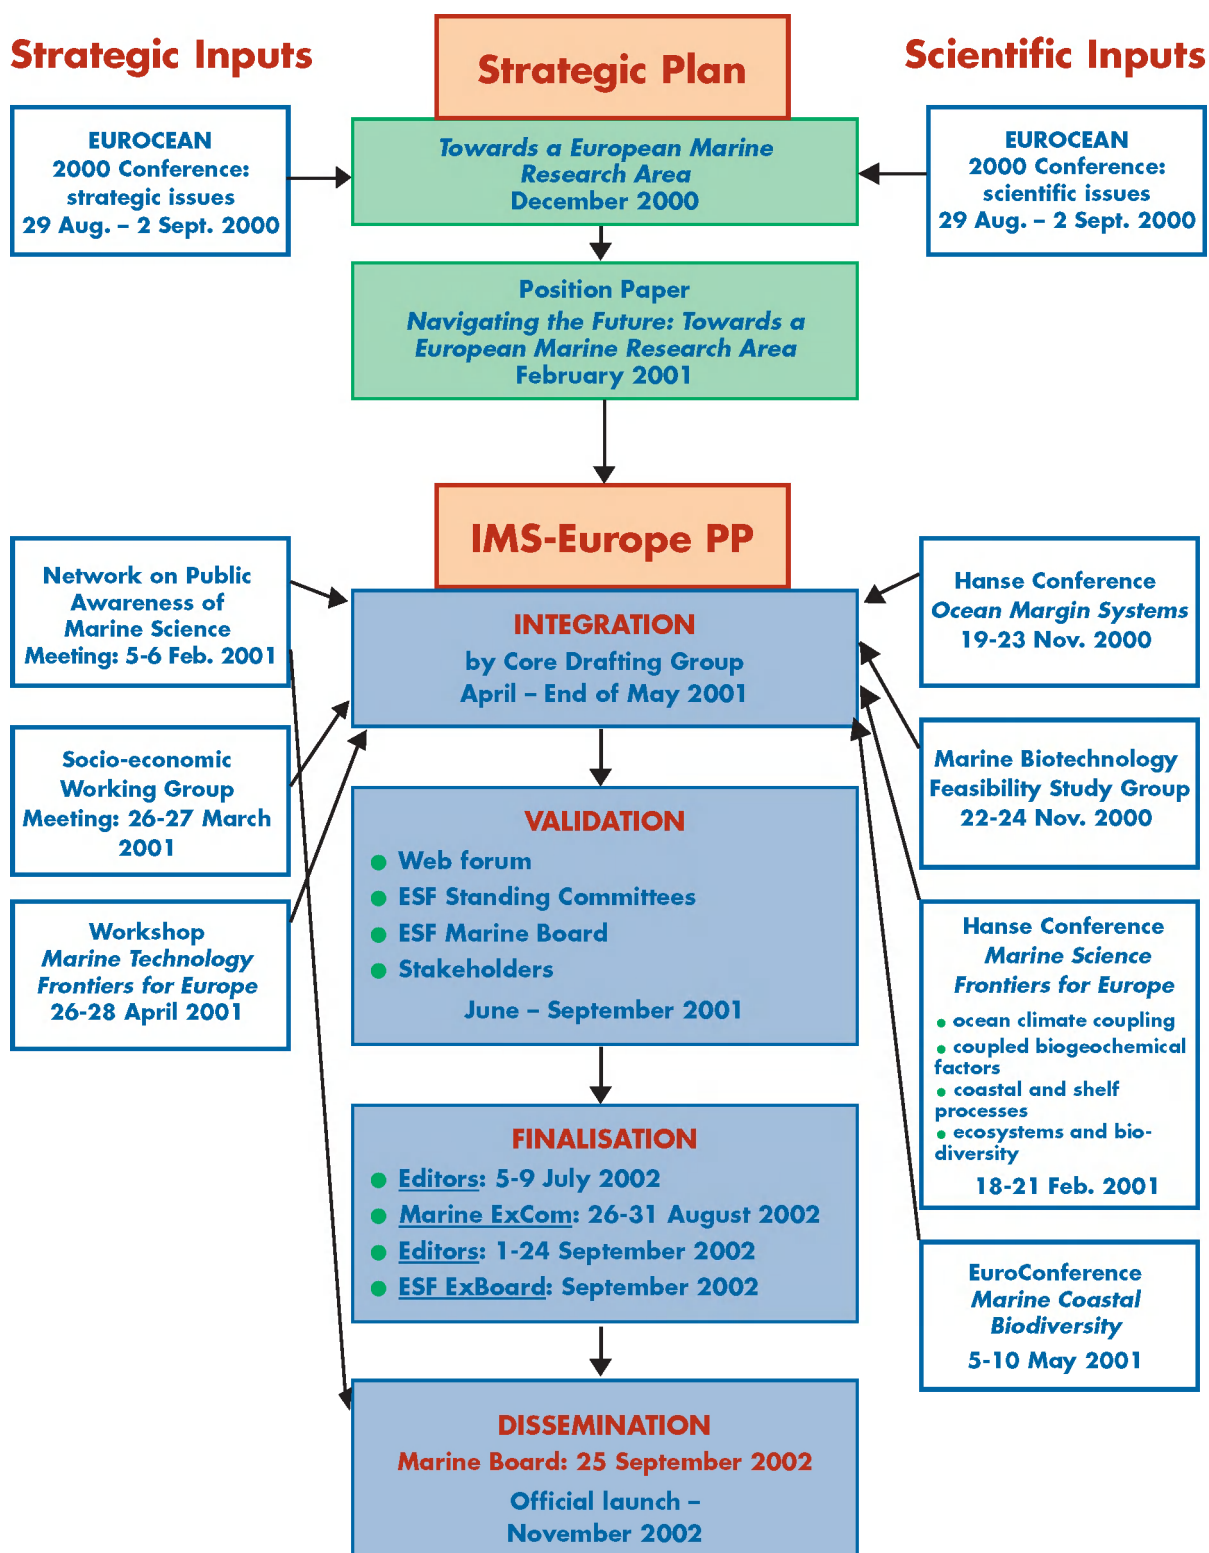 Strategic Inputs
Strategic Plan
Scientific Inputs
EUROCEAN
2000 Conference:
strategic issues
29 Aug. – 2 Sept. 2000
Towards a European Marine
Research Area
December 2000
EUROCEAN
2000 Conference:
scientific issues
29 Aug. – 2 Sept. 2000
Position Paper
Navigating the Future: Towards a
European Marine Research Area
February 2001
IMS-Europe PP
Network on Public
Awareness of
Marine Science
Meeting: 5-6 Feb. 2001
Socio-economic
Working Group
Meeting: 26-27 March
2001
Workshop
Marine Technology
Frontiers for Europe
26-28 April 2001
INTEGRATION
by Core Drafting Group
April – End of May 2001
VALIDATION
● Web forum
● ESF Standing Committees
● ESF Marine Board
● Stakeholders
June – September 2001
FINALISATION
● Editors: 5-9 July 2002
● Marine ExCom: 26-31 August 2002
● Editors: 1-24 September 2002
● ESF ExBoard: September 2002
DISSEMINATION
Marine Board: 25 September 2002
Official launch –
November 2002
Hanse Conference
Ocean Margin Systems
19-23 Nov. 2000
Marine Biotechnology
Feasibility Study Group
22-24 Nov. 2000
Hanse Conference
Marine Science
Frontiers for Europe
● ocean climate coupling
● coupled biogeochemical
factors
● coastal and shelf
processes
● ecosystems and bio-
diversity
18-21 Feb. 2001
EuroConference
Marine Coastal
Biodiversity
5-10 May 2001